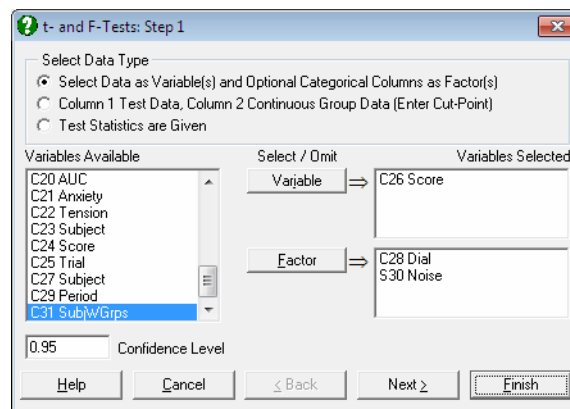 t- and F-Tests: Step 1
Select Data Type
Select Data as Variable(s) and Optional Categorical Columns as Factor(s)
Column 1 Test Data, Column 2 Continuous Group Data (Enter Cut-Point)
Test Statistics are Given
Variables Available
Select / Omit
Variables Selected
C20 AUC
C21 Anxiety
C22 Tension
C23 Subject
C24 Score
C25 Trial
C27 Subject
C29 Period
C31 SubjWGrps
Variable
C26 Score
Factor
C28 Dial
S30 Noise
0.95 Confidence Level
Help
Cancel
< Back
Next >
Finish